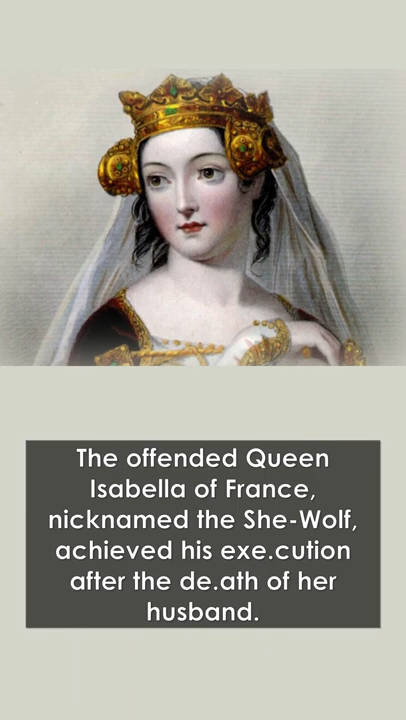 The offended Queen
Isabella of France,
nicknamed the She-Wolf,
achieved his exe.cution
after the de.ath of her
husband.